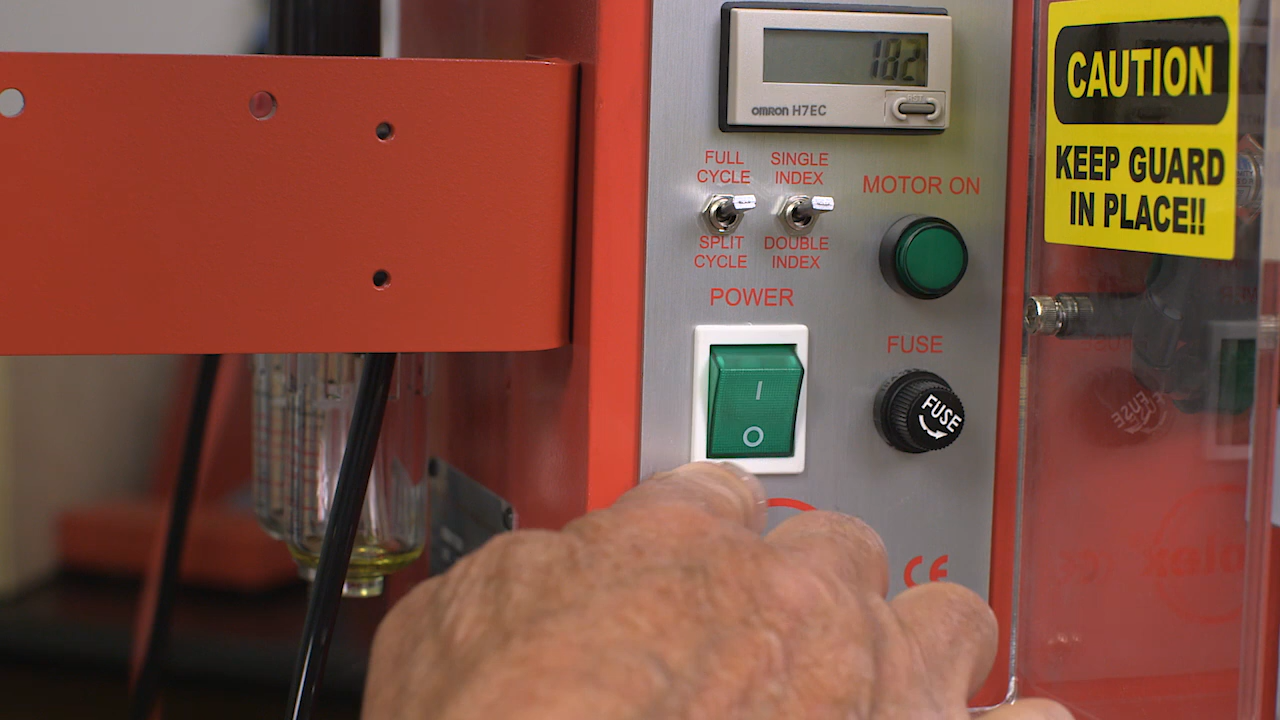 182
RST
OMRON H7EC
FULL
CYCLE
SINGLE
INDEX
SPLIT
CYCLE
DOUBLE
INDEX
MOTOR ON
POWER
I
O
FUSE
FUSE
CE
CAUTION
KEEP GUARD
IN PLACE!!